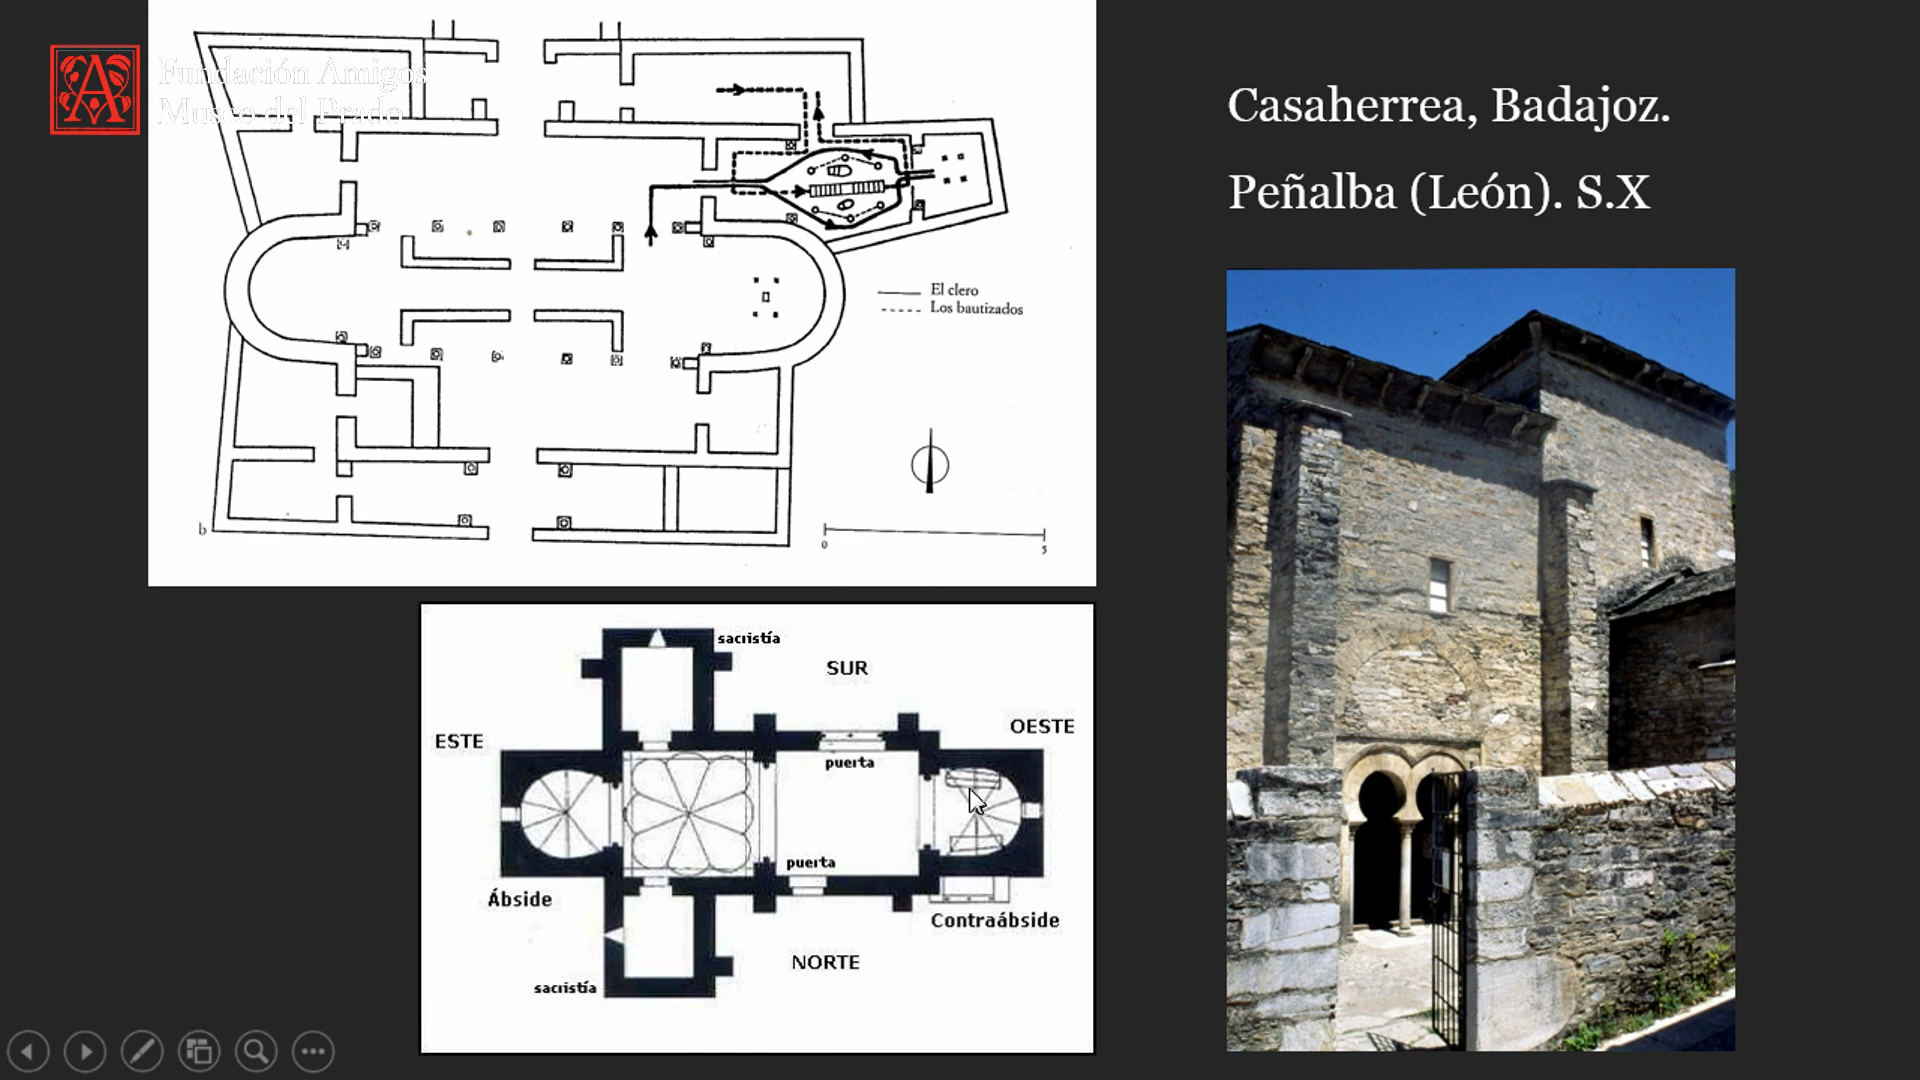 Fundación Amigos
Museo del Prado
Casaherrea, Badajoz.
Peñalba (León). S.X
El clero
Los bautizados
b
0
5
sacristía
SUR
OESTE
ESTE
puerta
puerta
Ábside
Contraábside
NORTE
sacristía